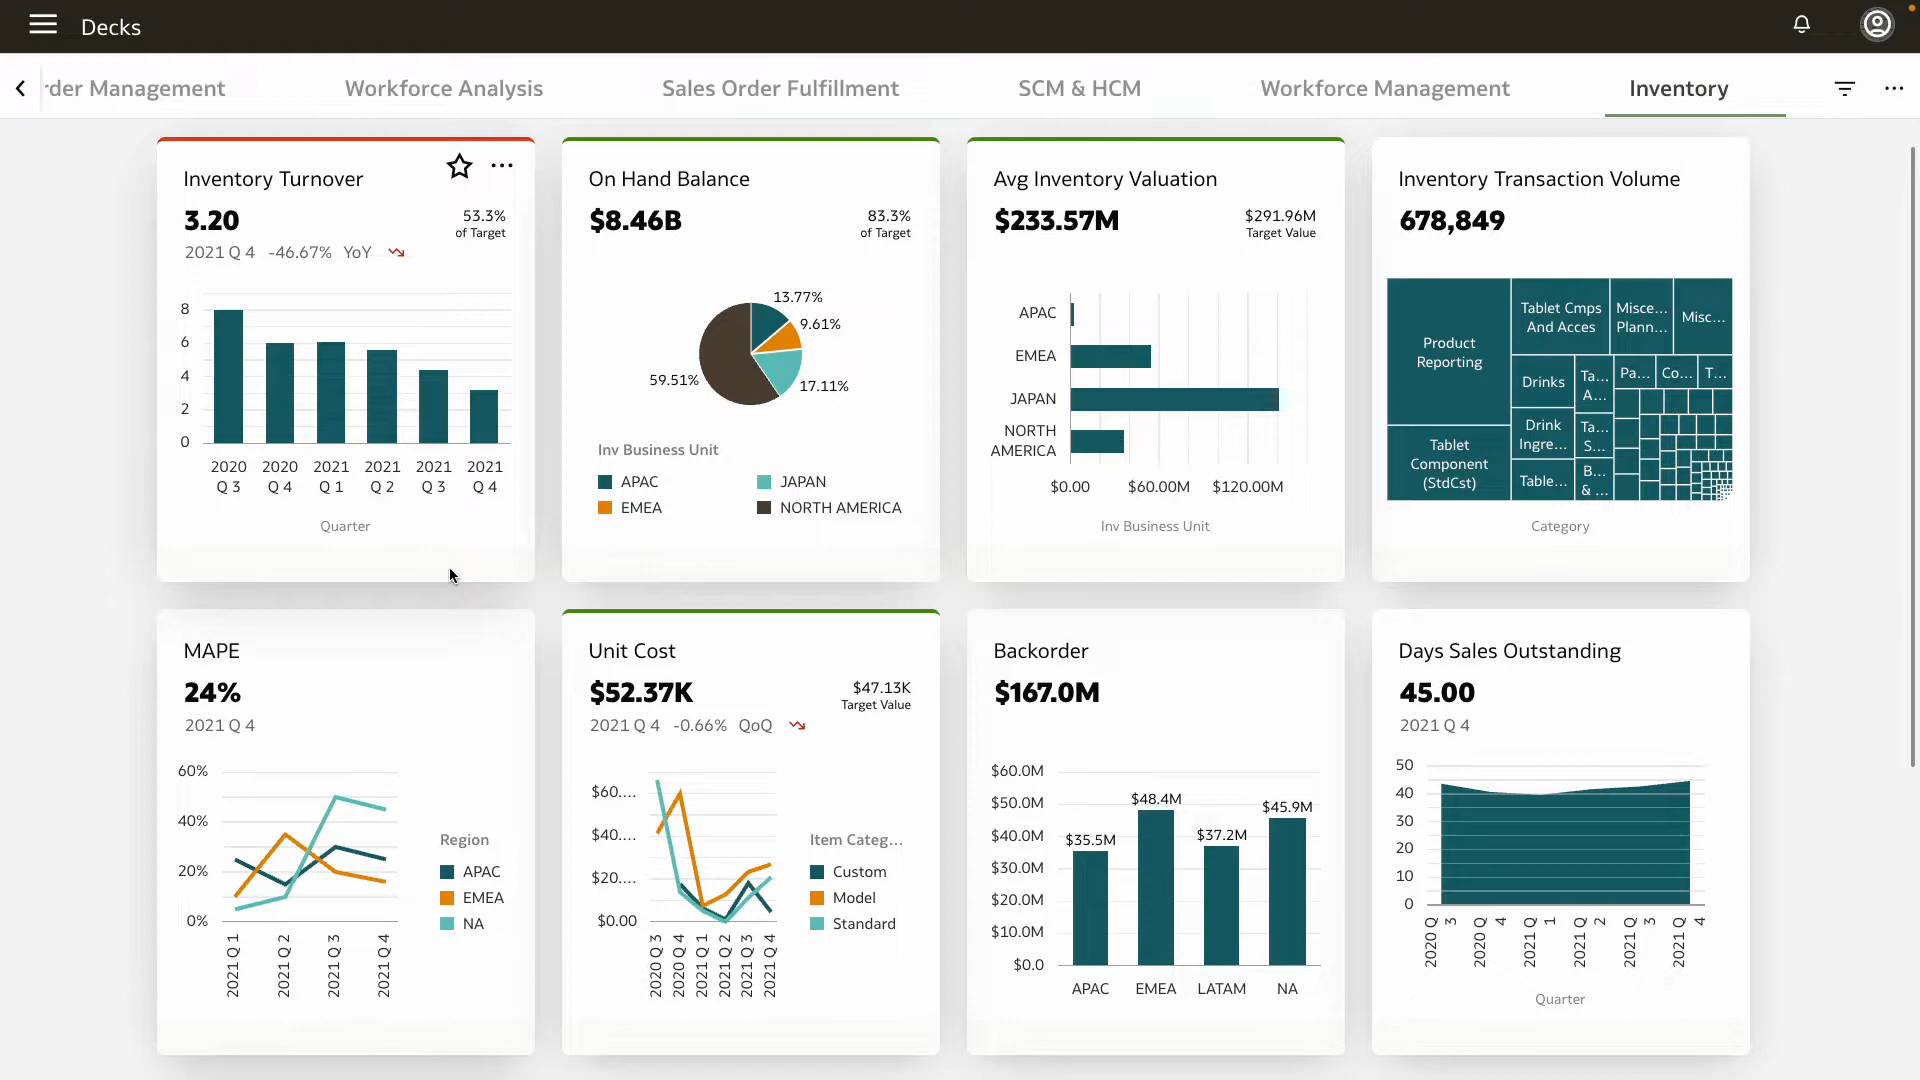 Decks
rder Management
Workforce Analysis
Sales Order Fulfillment
SCM & HCM
Workforce Management
Inventory
Inventory Turnover
3.20
53.3%
of Target
2021 Q 4 -46.67% YoY
8
6
4
2
0
2020 Q 3
2020 Q 4
2021 Q 1
2021 Q 2
2021 Q 3
2021 Q 4
Quarter
On Hand Balance
$8.46B
83.3%
of Target
13.77%
9.61%
59.51%
17.11%
Inv Business Unit
APAC
JAPAN
EMEA
NORTH AMERICA
Avg Inventory Valuation
$233.57M
$291.96M
Target Value
APAC
EMEA
JAPAN
NORTH
AMERICA
$0.00
$60.00M
$120.00M
Inv Business Unit
Inventory Transaction Volume
678,849
Product
Reporting
Tablet
Component
(StdCst)
Tablet Cmps
And Acces
Misce...
Plann...
Misc...
Drinks
Ta...
A...
Pa...
Co...
T...
Drink
Ingre...
Ta...
S...
Table...
B...
& ...
Category
MAPE
24%
2021 Q 4
60%
40%
20%
0%
2021 Q 1
2021 Q 2
2021 Q 3
2021 Q 4
Region
APAC
EMEA
NA
Unit Cost
$52.37K
$47.13K
Target Value
2021 Q 4 -0.66% QoQ
$60....
$40....
$20....
$0.00
2020 Q 3
2020 Q 4
2021 Q 1
2021 Q 2
2021 Q 3
2021 Q 4
Item Categ...
Custom
Model
Standard
Backorder
$167.0M
$60.0M
$50.0M
$40.0M
$30.0M
$20.0M
$10.0M
$0.0
$35.5M
$48.4M
$37.2M
$45.9M
APAC
EMEA
LATAM
NA
Days Sales Outstanding
45.00
2021 Q 4
50
40
30
20
10
0
2020 Q 3
2020 Q 4
2021 Q 1
2021 Q 2
2021 Q 3
2021 Q 4
Quarter